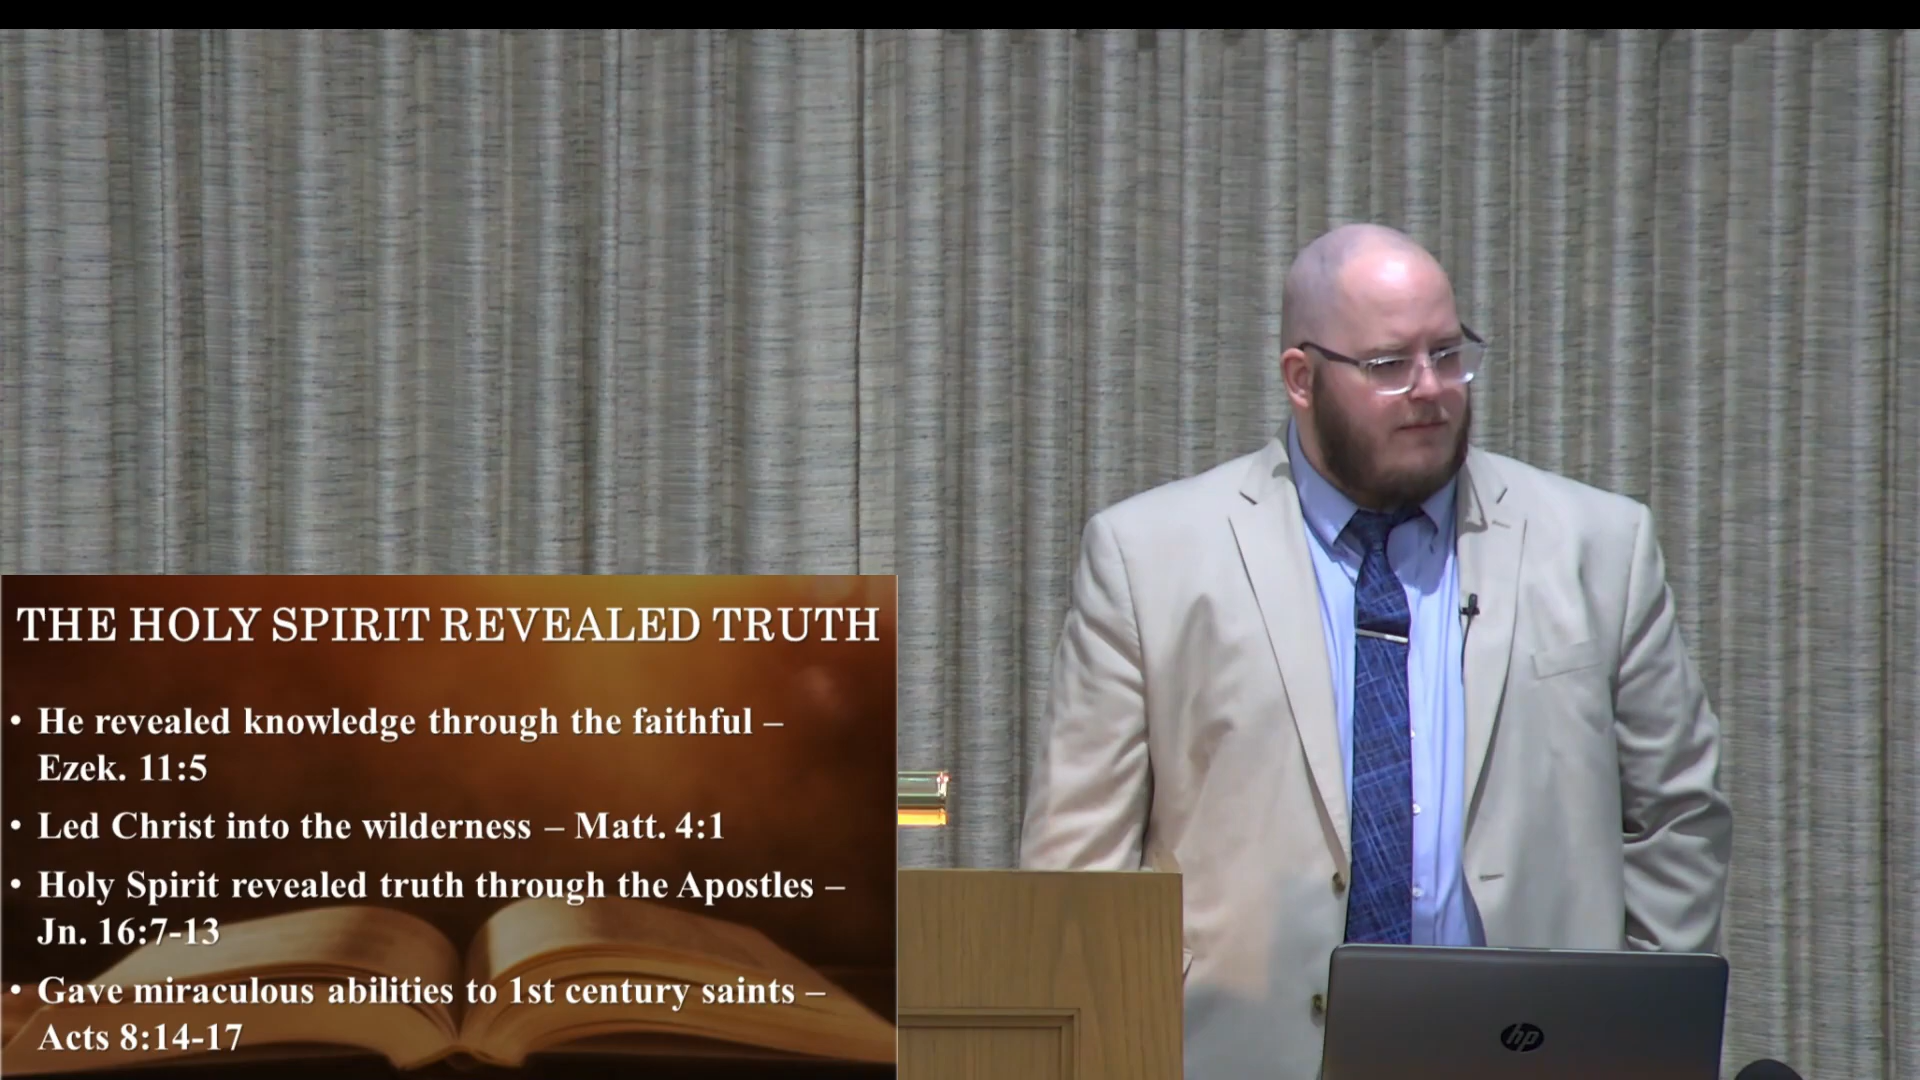 THE HOLY SPIRIT REVEALED TRUTH
• He revealed knowledge through the faithful –
Ezek. 11:5
• Led Christ into the wilderness – Matt. 4:1
• Holy Spirit revealed truth through the Apostles –
Jn. 16:7-13
• Gave miraculous abilities to 1st century saints –
Acts 8:14-17
hp